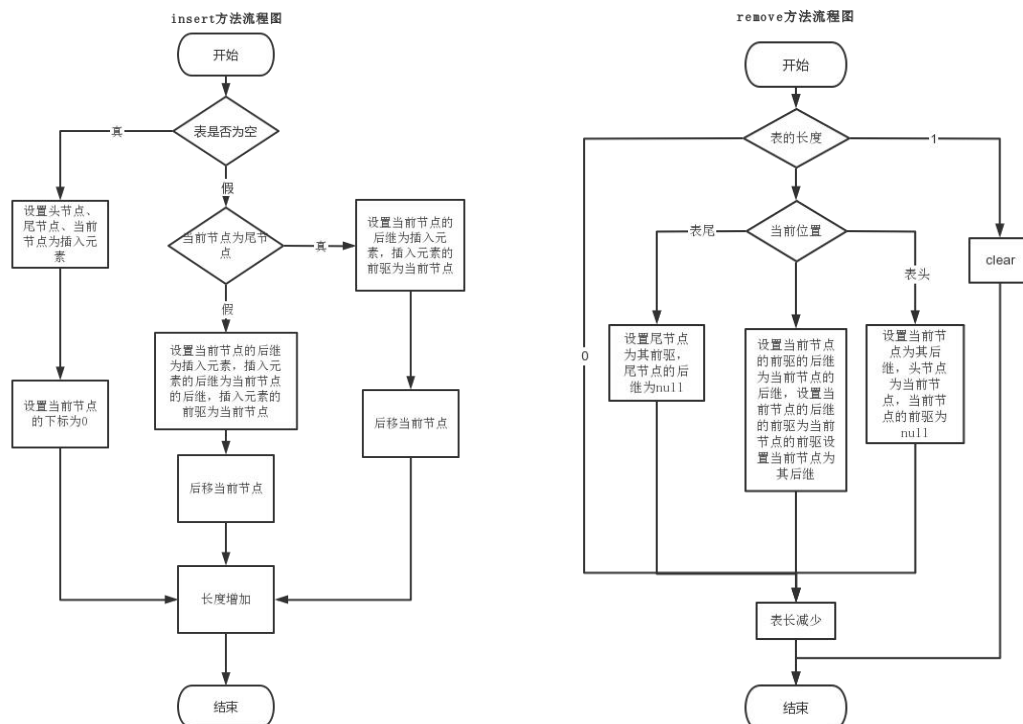 insert方法流程图
开始
表是否为空
真
假
设置头节点、
尾节点、当前
节点为插入元
素
当前节点为尾节
点
真
设置当前节点的
后继为插入元
素，插入元素的
前驱为当前节点
假
设置当前节点的后继
为插入元素，插入元
素的后继为当前节点
的后继，插入元素的
前驱为当前节点
设置当前节点
的下标为0
后移当前节点
后移当前节点
长度增加
结束
remove方法流程图
开始
表的长度
1
0
当前位置
表尾
表头
clear
设置尾节点
为其前驱，
尾节点的后
继为null
设置当前节点
的前驱的后继
为当前节点的
后继，设置当
前节点的后继
的前驱为当前
节点的前驱设
置当前节点为
其后继
设置当前节
点为其后
继，头节点
为当前节
点，当前节
点的前驱为
null
表长减少
结束